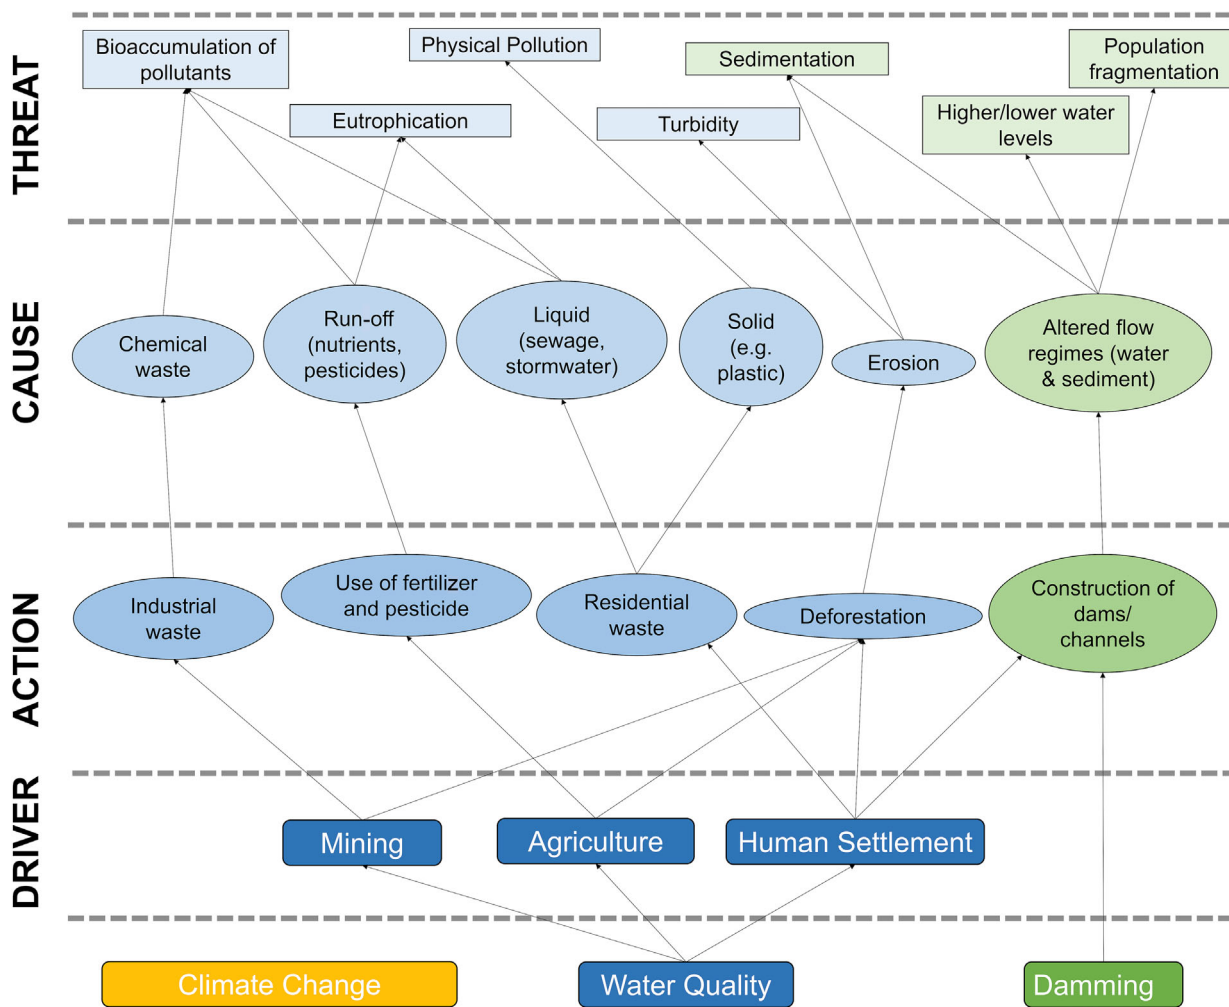 THREAT
Bioaccumulation of
pollutants
Physical Pollution
Sedimentation
Population
fragmentation
Eutrophication
Turbidity
Higher/lower water
levels
CAUSE
Chemical
waste
Run-off
(nutrients,
pesticides)
Liquid
(sewage,
stormwater)
Solid
(e.g.
plastic)
Erosion
Altered flow
regimes (water
& sediment)
ACTION
Industrial
waste
Use of fertilizer
and pesticide
Residential
waste
Deforestation
Construction of
dams/
channels
DRIVER
Mining
Agriculture
Human Settlement
Climate Change
Water Quality
Damming